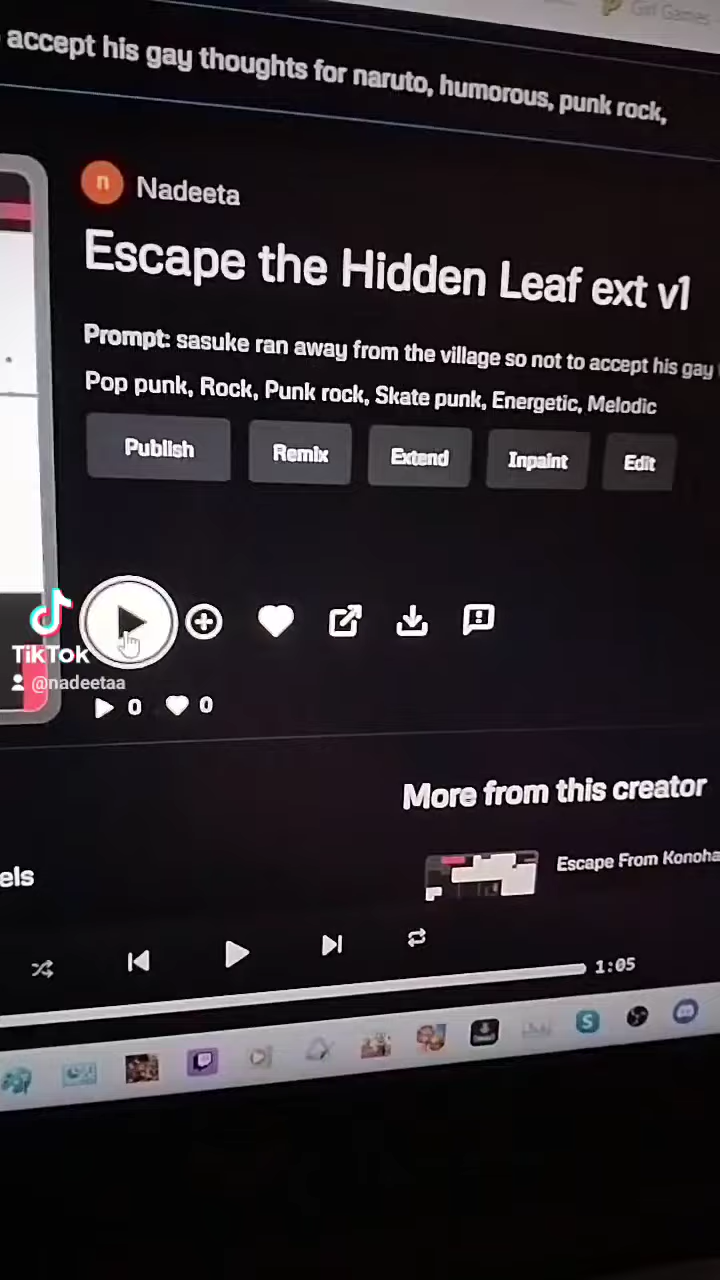 Girl Games
accept his gay thoughts for naruto, humorous, punk rock,
n Nadeeta
Escape the Hidden Leaf ext v1
Prompt: sasuke ran away from the village so not to accept his gay
Pop punk, Rock, Punk rock, Skate punk, Energetic, Melodic
Publish Remix Extend Inpaint Edit
TikTok
@nadeetaa
0 0
More from this creator
Escape From Konoha
els
1:05
S